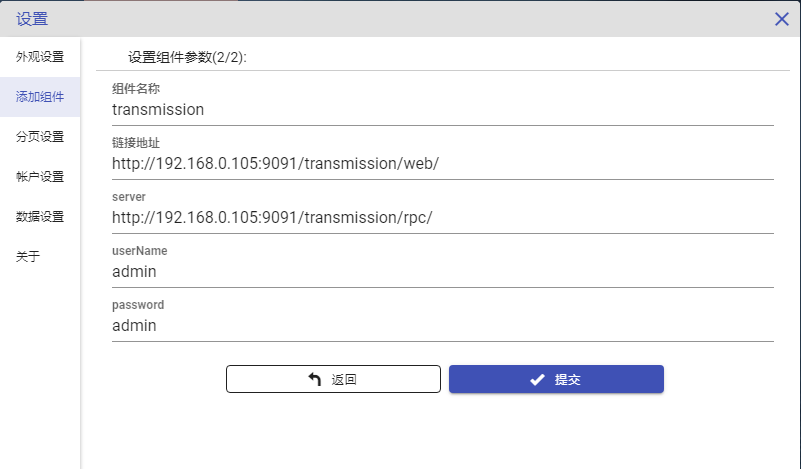 设置
外观设置
添加组件
分页设置
帐户设置
数据设置
关于
设置组件参数(2/2):
组件名称
transmission
链接地址
http://192.168.0.105:9091/transmission/web/
server
http://192.168.0.105:9091/transmission/rpc/
userName
admin
password
admin
返回
提交